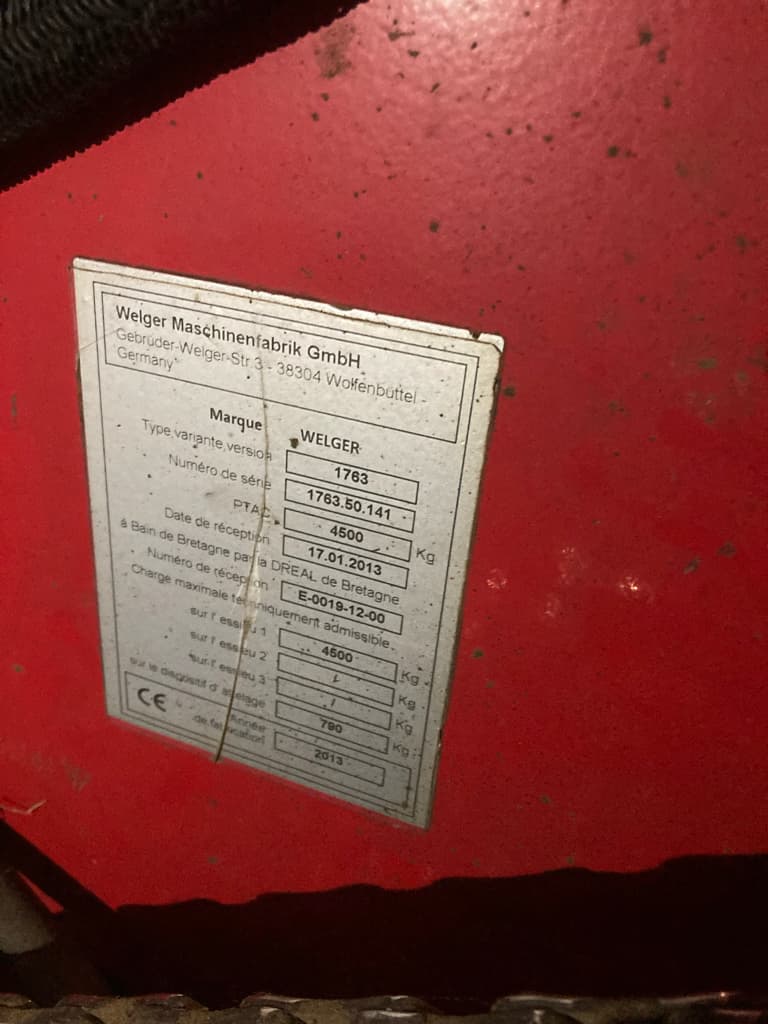 Welger Maschinenfabrik GmbH
Gebrüder-Welger-Str.3 - 38304 Wolfenbüttel -
Germany
Marque WELGER
Type,variante,version 1763
Numéro de série 1763.50.141
PTAC 4500 Kg
Date de réception 17.01.2013
à Bain de Bretagne par la DREAL de Bretagne
Numéro de réception E-0019-12-00
Charge maximale techniquement admissible
sur l' essieu 1 4500 Kg
sur l' essieu 2 / Kg
sur l' essieu 3 / Kg
sur le dispositif d' attelage 790 Kg
CE Année
de fabrication 2013